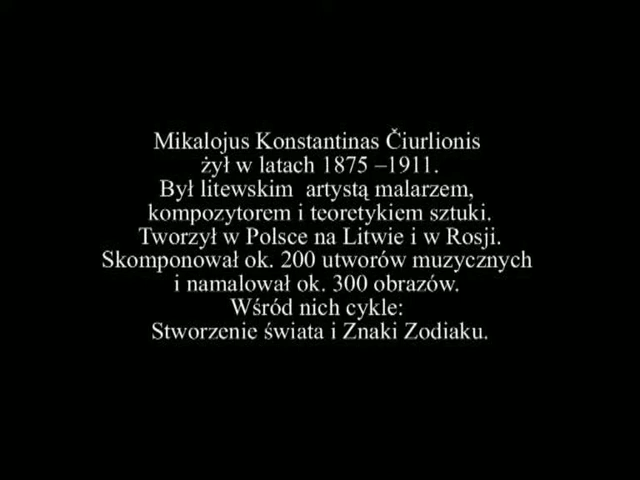 Mikalojus Konstantinas Čiurlionis
żył w latach 1875 –1911.
Był litewskim artystą malarzem,
kompozytorem i teoretykiem sztuki.
Tworzył w Polsce na Litwie i w Rosji.
Skomponował ok. 200 utworów muzycznych
i namalował ok. 300 obrazów.
Wśród nich cykle:
Stworzenie świata i Znaki Zodiaku.